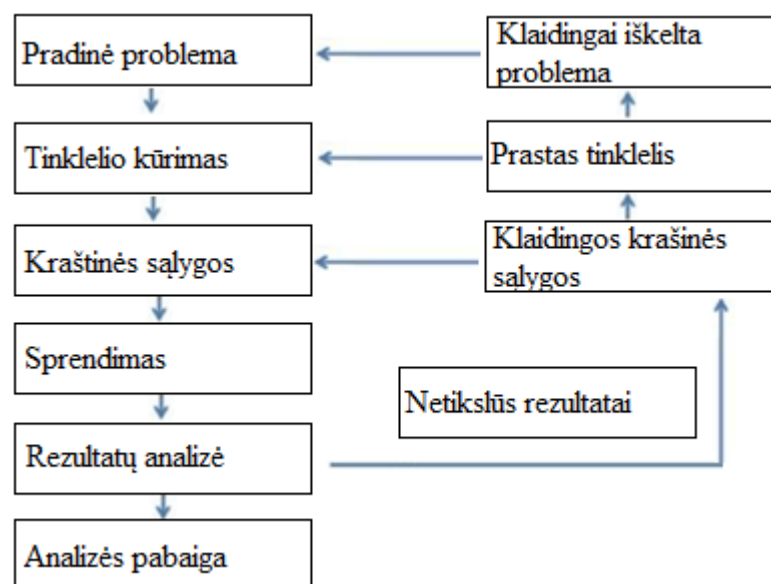 Pradinė problema
Klaidingai iškelta
problema
Tinklelio kūrimas
Prastas tinklelis
Kraštinės sąlygos
Klaidingos krašinės
sąlygos
Sprendimas
Netikslūs rezultatai
Rezultatų analizė
Analizės pabaiga